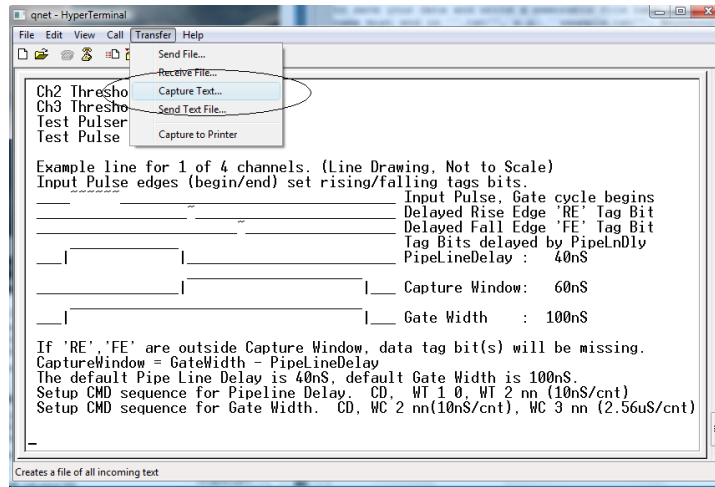 qnet - HyperTerminal
File Edit View Call Transfer Help
Send File...
Receive File...
Capture Text...
Send Text File...
Capture to Printer
Ch2 Thresho
Ch3 Thresho
Test Pulser
Test Pulse
Example line for 1 of 4 channels. (Line Drawing, Not to Scale)
Input Pulse edges (begin/end) set rising/falling tags bits.
Input Pulse, Gate cycle begins
Delayed Rise Edge 'RE' Tag Bit
Delayed Fall Edge 'FE' Tag Bit
Tag Bits delayed by PipeLnDly
PipeLineDelay : 40nS
Capture Window: 60nS
Gate Width : 100nS
If 'RE','FE' are outside Capture Window, data tag bit(s) will be missing.
CaptureWindow = GateWidth - PipeLineDelay
The default Pipe Line Delay is 40nS, default Gate Width is 100nS.
Setup CMD sequence for Pipeline Delay. CD, WT 1 0, WT 2 nn (10nS/cnt)
Setup CMD sequence for Gate Width. CD, WC 2 nn(10nS/cnt), WC 3 nn (2.56uS/cnt)
Creates a file of all incoming text